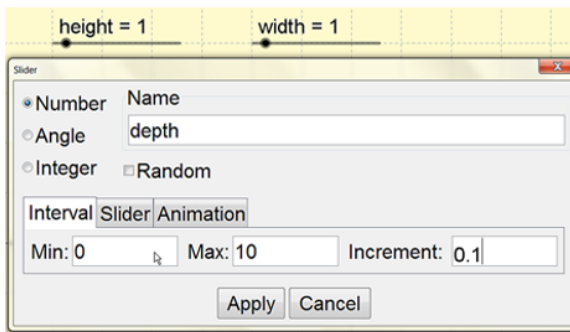 height = 1 width = 1
Slider
Number Name
Angle depth
Integer Random
Interval Slider Animation
Min: 0 Max: 10 Increment: 0.1
Apply Cancel